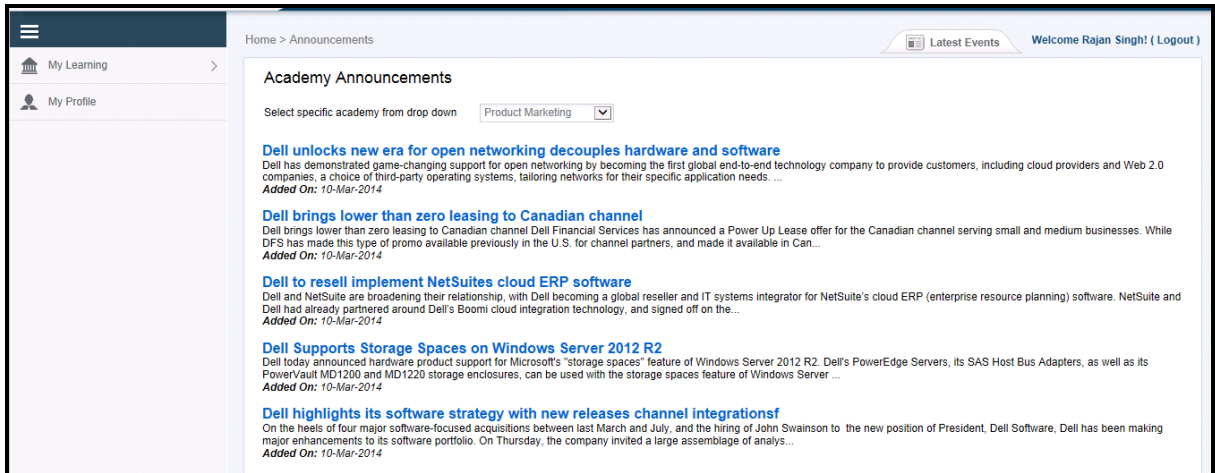 Home > Announcements
Latest Events
Welcome Rajan Singh! ( Logout )
My Learning
My Profile
Academy Announcements
Select specific academy from drop down
Product Marketing
Dell unlocks new era for open networking decouples hardware and software
Dell has demonstrated game-changing support for open networking by becoming the first global end-to-end technology company to provide customers, including cloud providers and Web 2.0
companies, a choice of third-party operating systems, tailoring networks for their specific application needs. ...
Added On: 10-Mar-2014
Dell brings lower than zero leasing to Canadian channel
Dell brings lower than zero leasing to Canadian channel Dell Financial Services has announced a Power Up Lease offer for the Canadian channel serving small and medium businesses. While
DFS has made this type of promo available previously in the U.S. for channel partners, and made it available in Can...
Added On: 10-Mar-2014
Dell to resell implement NetSuites cloud ERP software
Dell and NetSuite are broadening their relationship, with Dell becoming a global reseller and IT systems integrator for NetSuite's cloud ERP (enterprise resource planning) software. NetSuite and
Dell had already partnered around Dell's Boomi cloud integration technology, and signed off on the...
Added On: 10-Mar-2014
Dell Supports Storage Spaces on Windows Server 2012 R2
Dell today announced hardware product support for Microsoft's "storage spaces" feature of Windows Server 2012 R2. Dell's PowerEdge Servers, its SAS Host Bus Adapters, as well as its
PowerVault MD1200 and MD1220 storage enclosures, can be used with the storage spaces feature of Windows Server ...
Added On: 10-Mar-2014
Dell highlights its software strategy with new releases channel integrationsf
On the heels of four major software-focused acquisitions between last March and July, and the hiring of John Swainson to the new position of President, Dell Software, Dell has been making
major enhancements to its software portfolio. On Thursday, the company invited a large assemblage of analys...
Added On: 10-Mar-2014